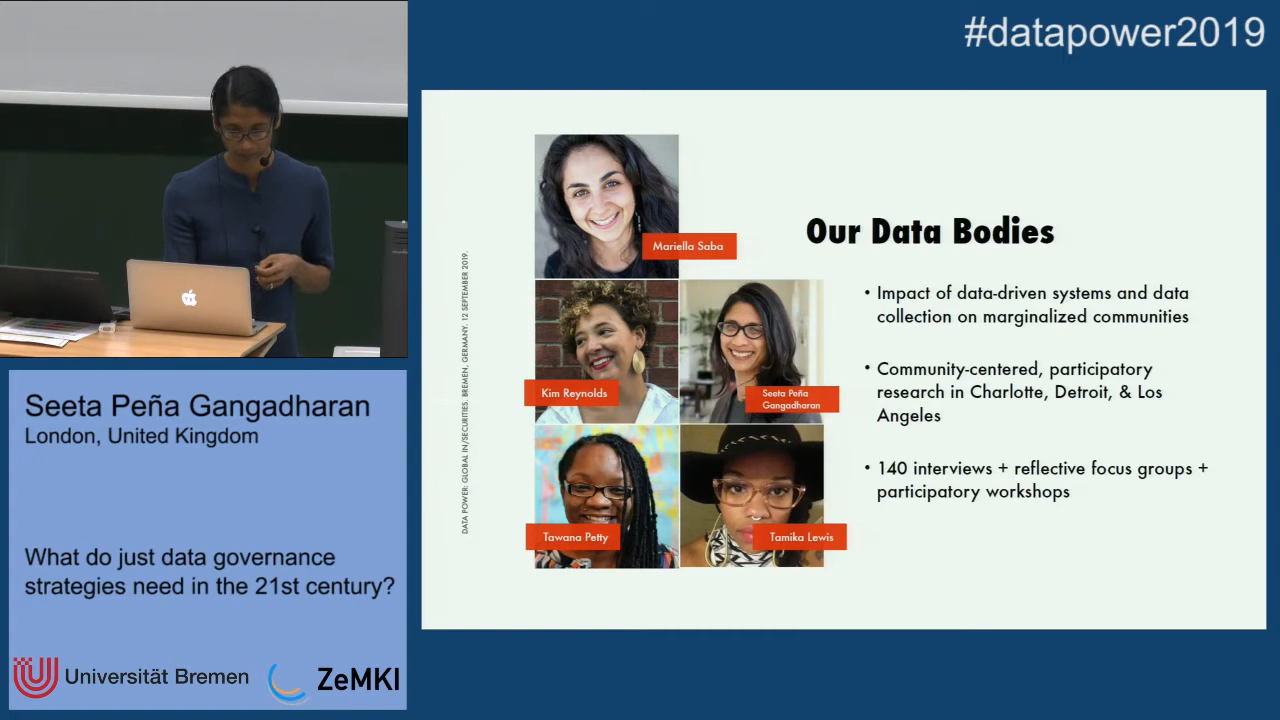 #datapower2019
Mariella Saba
Kim Reynolds
Seeta Peña
Gangadharan
Tawana Petty
Tamika Lewis
DATA POWER: GLOBAL IN/SECURITIES. BREMEN, GERMANY. 12 SEPTEMBER 2019.
Our Data Bodies
• Impact of data-driven systems and data
collection on marginalized communities
• Community-centered, participatory
research in Charlotte, Detroit, & Los
Angeles
• 140 interviews + reflective focus groups +
participatory workshops
Seeta Peña Gangadharan
London, United Kingdom
What do just data governance
strategies need in the 21st century?
Universität Bremen
ZeMKI